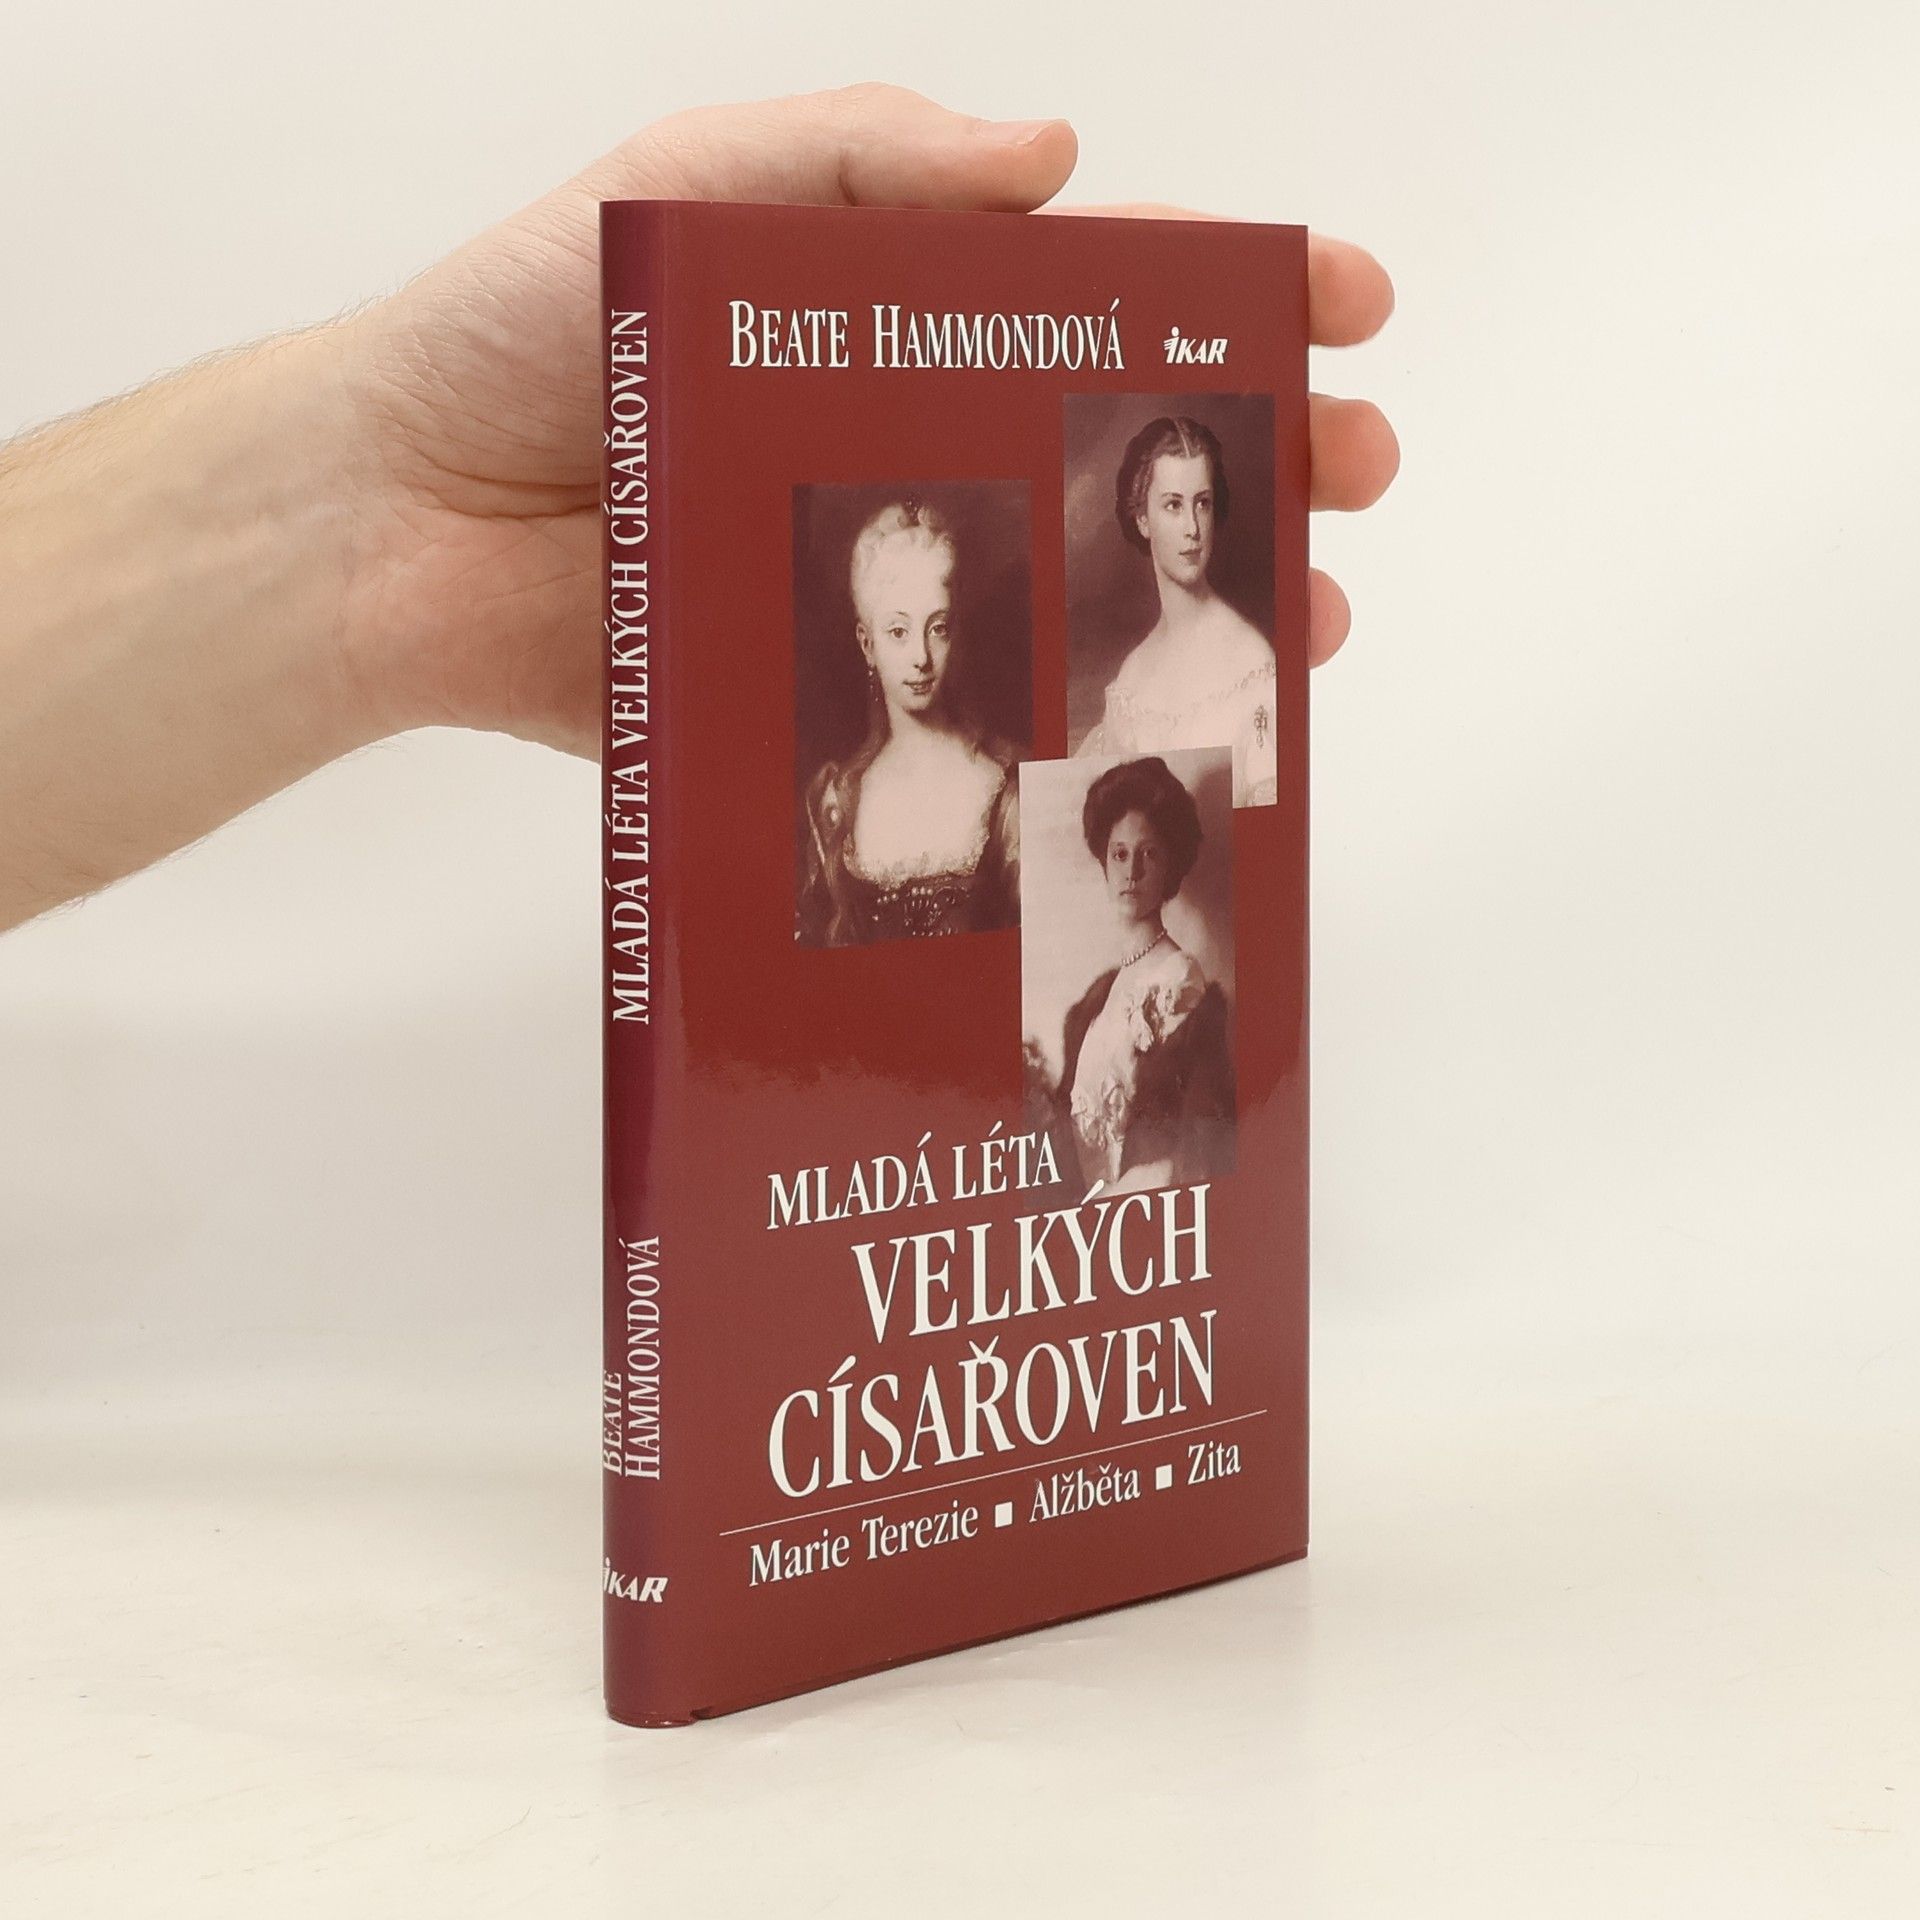 BEATE HAMMONDOVÁ
IKAR
MLADÁ LÉTA
VELKÝCH
CÍSAŘOVEN
Marie Terezie ■ Alžběta ■ Zita
MLADÁ LÉTA VELKÝCH CÍSAŘOVEN
BEATE
HAMMONDOVÁ
IKAR